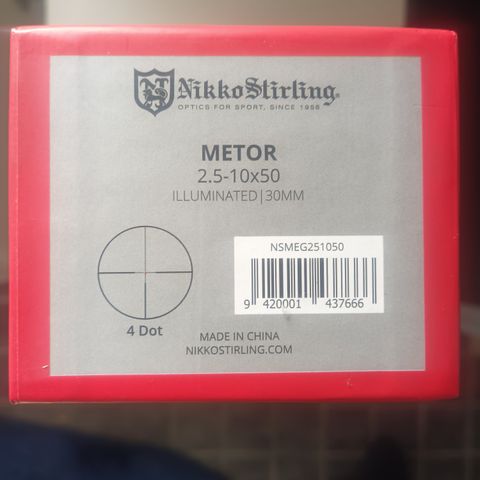 NikkoStirling®
OPTICS FOR SPORT, SINCE 1956
METOR
2.5-10x50
ILLUMINATED|30MM
NSMEG251050
9 420001 437666
4 Dot
MADE IN CHINA
NIKKOSTIRLING.COM